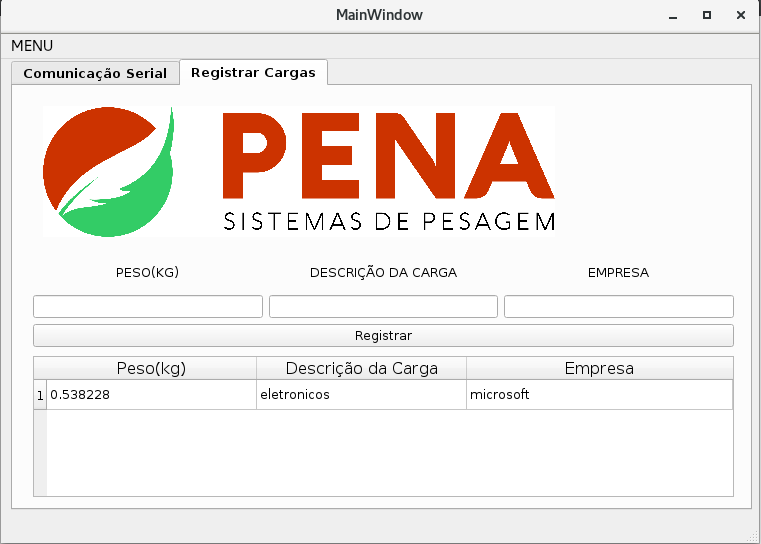 MainWindow
MENU
Comunicação Serial Registrar Cargas
PENA
SISTEMAS DE PESAGEM
PESO(KG) DESCRIÇÃO DA CARGA EMPRESA
Registrar
Peso(kg) Descrição da Carga Empresa
1 0.538228 eletronicos microsoft